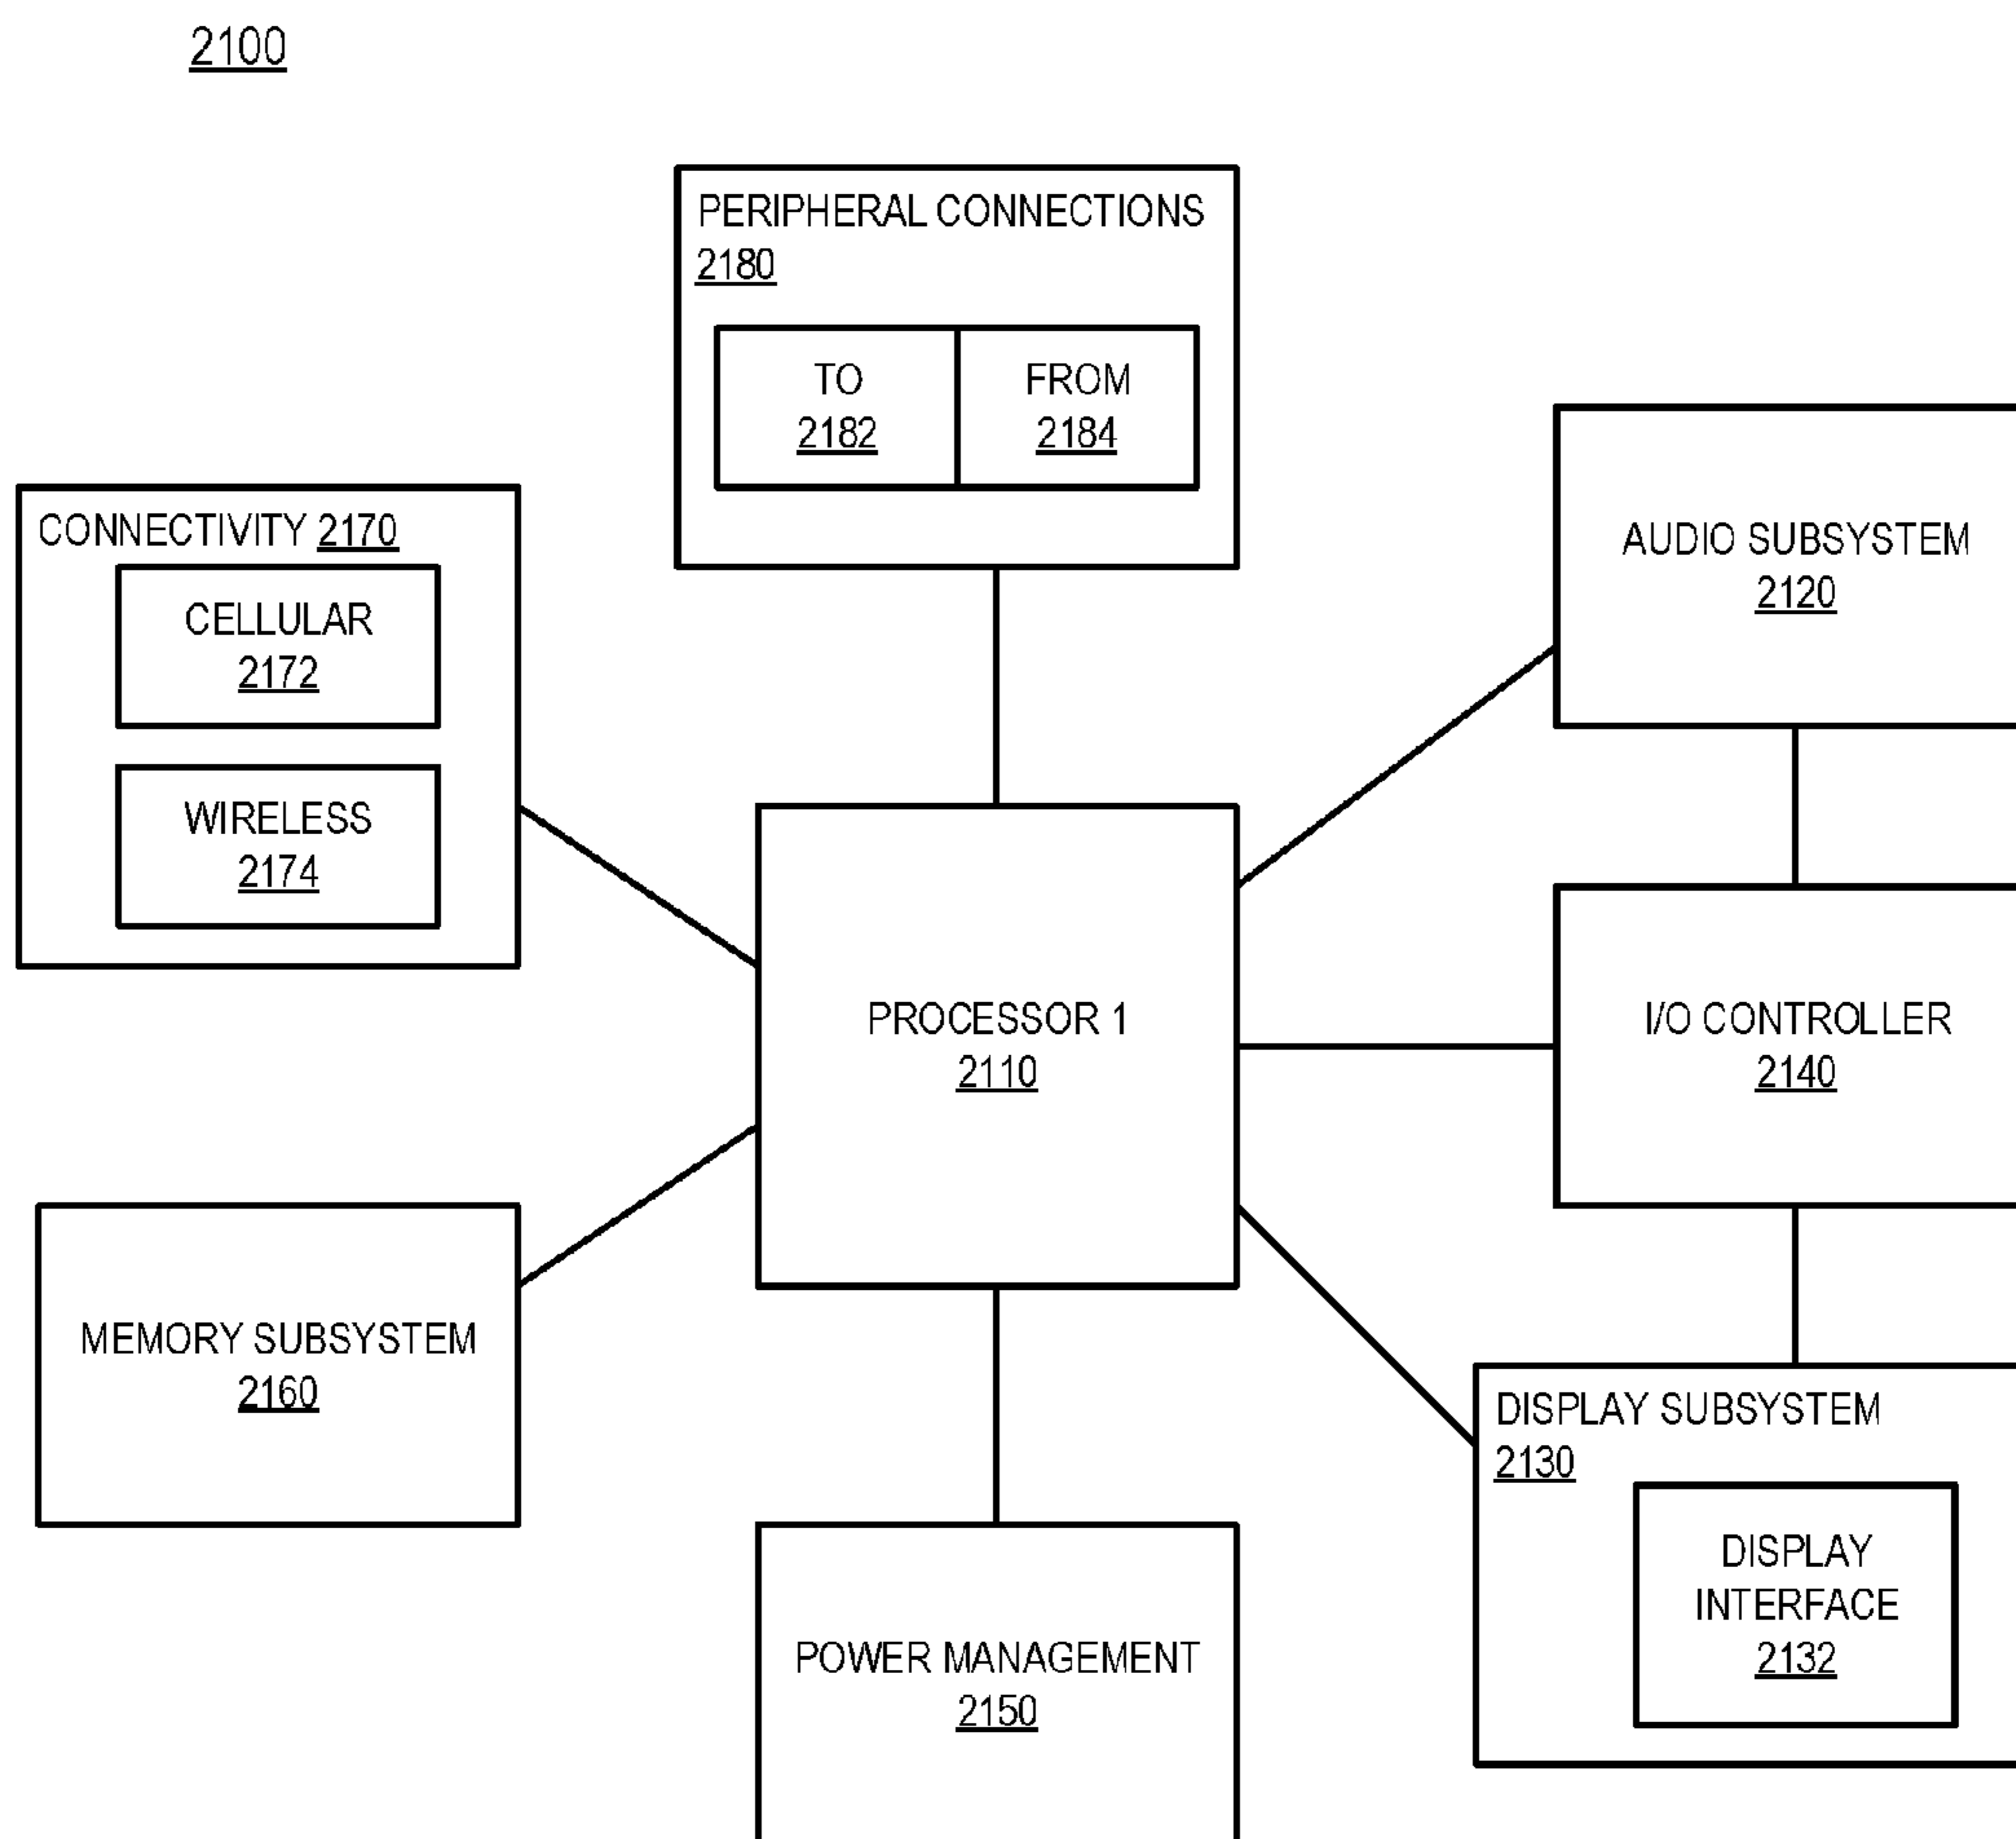 2100
PERIPHERAL CONNECTIONS
2180
TO
2182
FROM
2184
CONNECTIVITY 2170
CELLULAR
2172
WIRELESS
2174
AUDIO SUBSYSTEM
2120
PROCESSOR 1
2110
I/O CONTROLLER
2140
MEMORY SUBSYSTEM
2160
DISPLAY SUBSYSTEM
2130
DISPLAY
INTERFACE
2132
POWER MANAGEMENT
2150